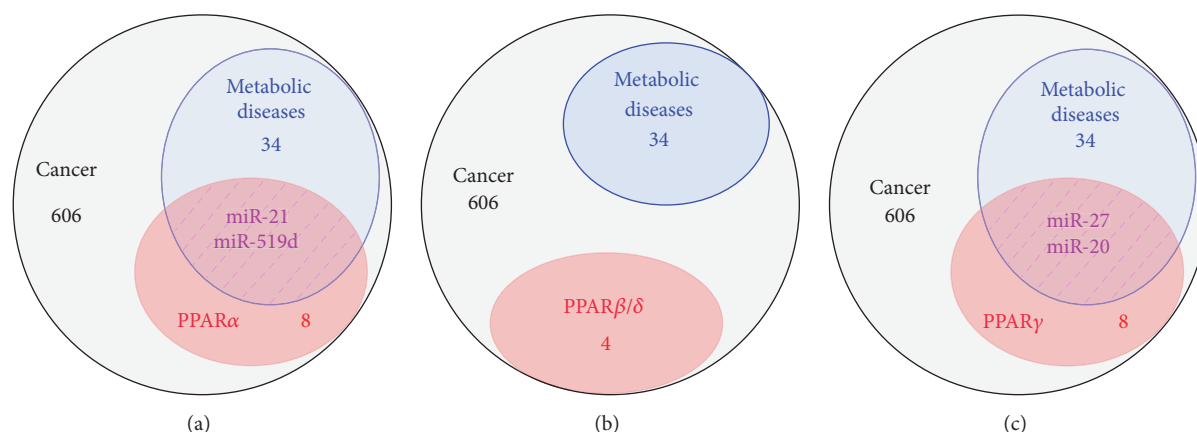 Metabolic
diseases
34
Cancer
606
miR-21
miR-519d
PPARα 8
(a)
Metabolic
diseases
34
Cancer
606
PPARβ/δ
4
(b)
Metabolic
diseases
34
Cancer
606
miR-27
miR-20
PPARγ 8
(c)